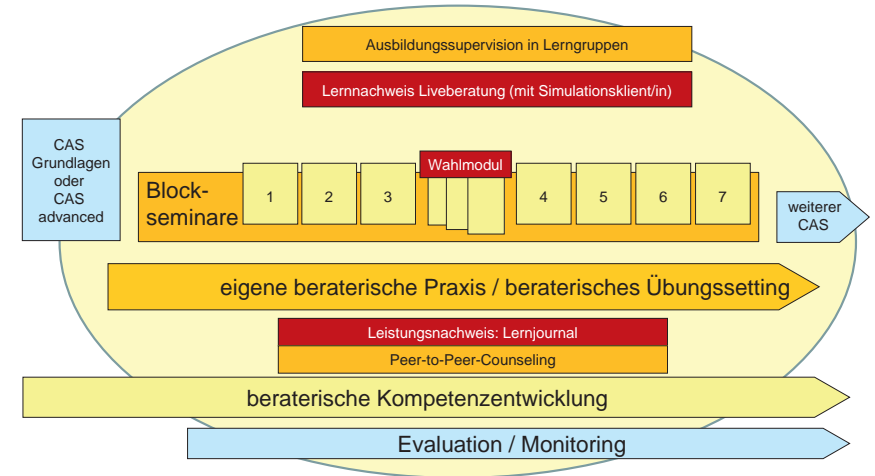 Ausbildungssupervision in Lerngruppen
Lernnachweis Liveberatung (mit Simulationsklient/in)
CAS
Grundlagen
oder
CAS
advanced
Block-
seminare
1
2
3
Wahlmodul
4
5
6
7
weiterer
CAS
eigene beraterische Praxis / beraterisches Übungssetting
Leistungsnachweis: Lernjournal
Peer-to-Peer-Counseling
beraterische Kompetenzentwicklung
Evaluation / Monitoring